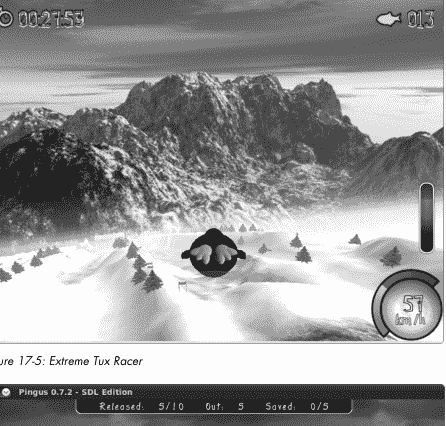 00:27:59
013
57
km/h
ure 17-5: Extreme Tux Racer
Pingus 0.7.2 - SDL Edition
Released: 5/10 Out: 5 Saved: 0/5